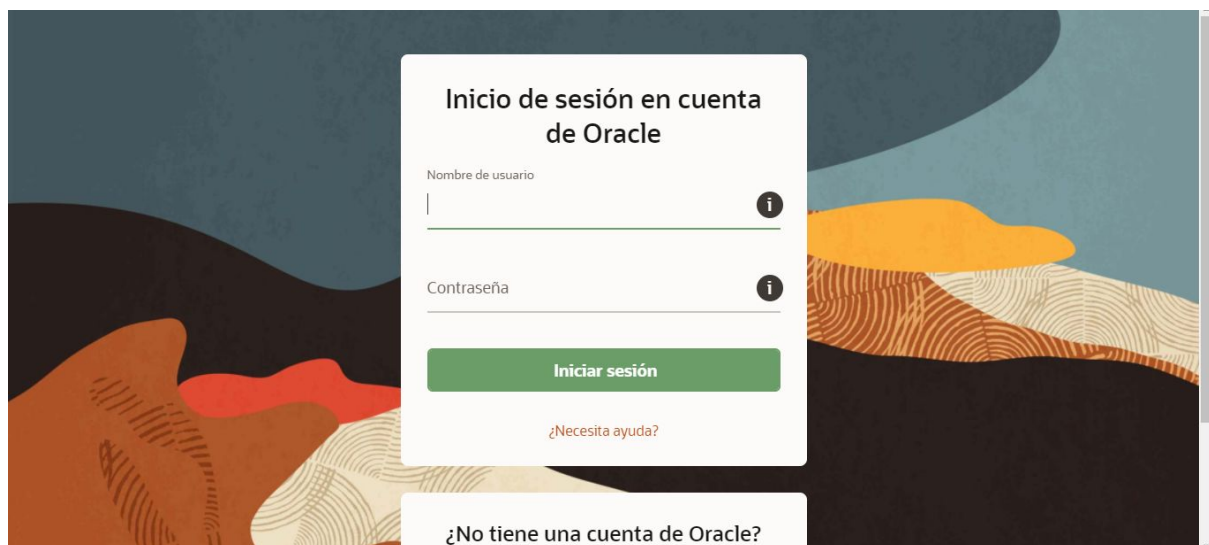 Inicio de sesión en cuenta
de Oracle
Nombre de usuario
Contraseña
Iniciar sesión
¿Necesita ayuda?
¿No tiene una cuenta de Oracle?